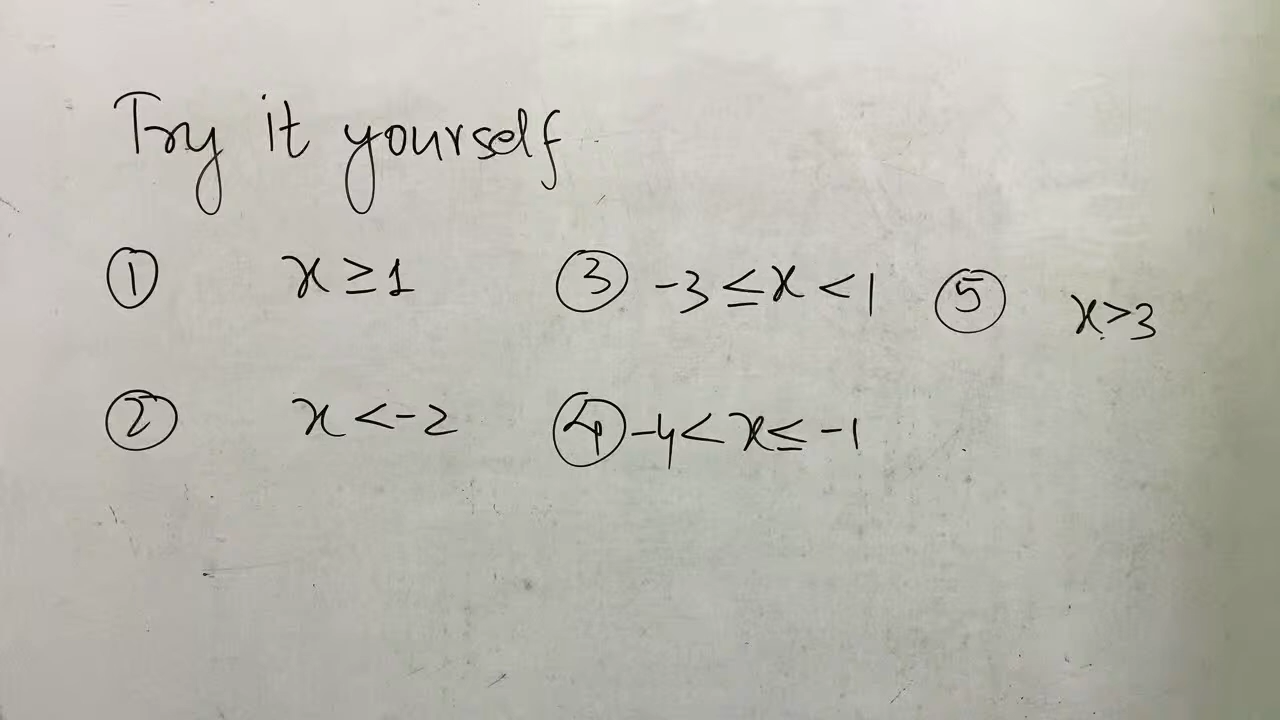 Try it yourself
① x ≥ 1 ③ -3 ≤ x < 1 ⑤ x > 3
② x < -2 ④ -4 < x ≤ -1